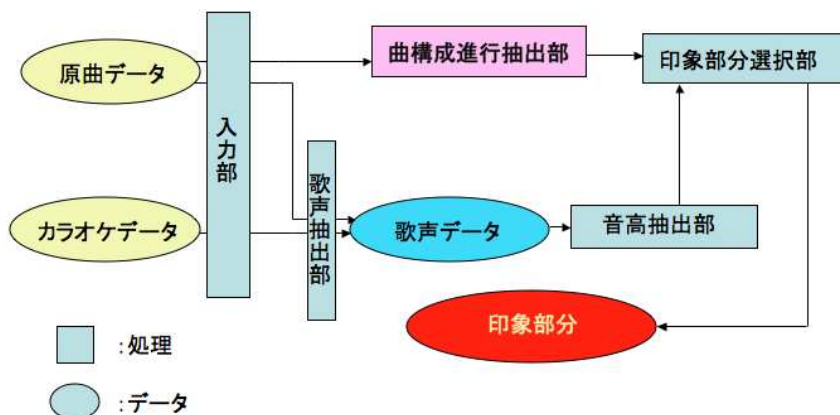 原曲データ
入力部
曲構成進行抽出部
印象部分選択部
カラオケデータ
歌声抽出部
歌声データ
音高抽出部
印象部分
:処理
:データ